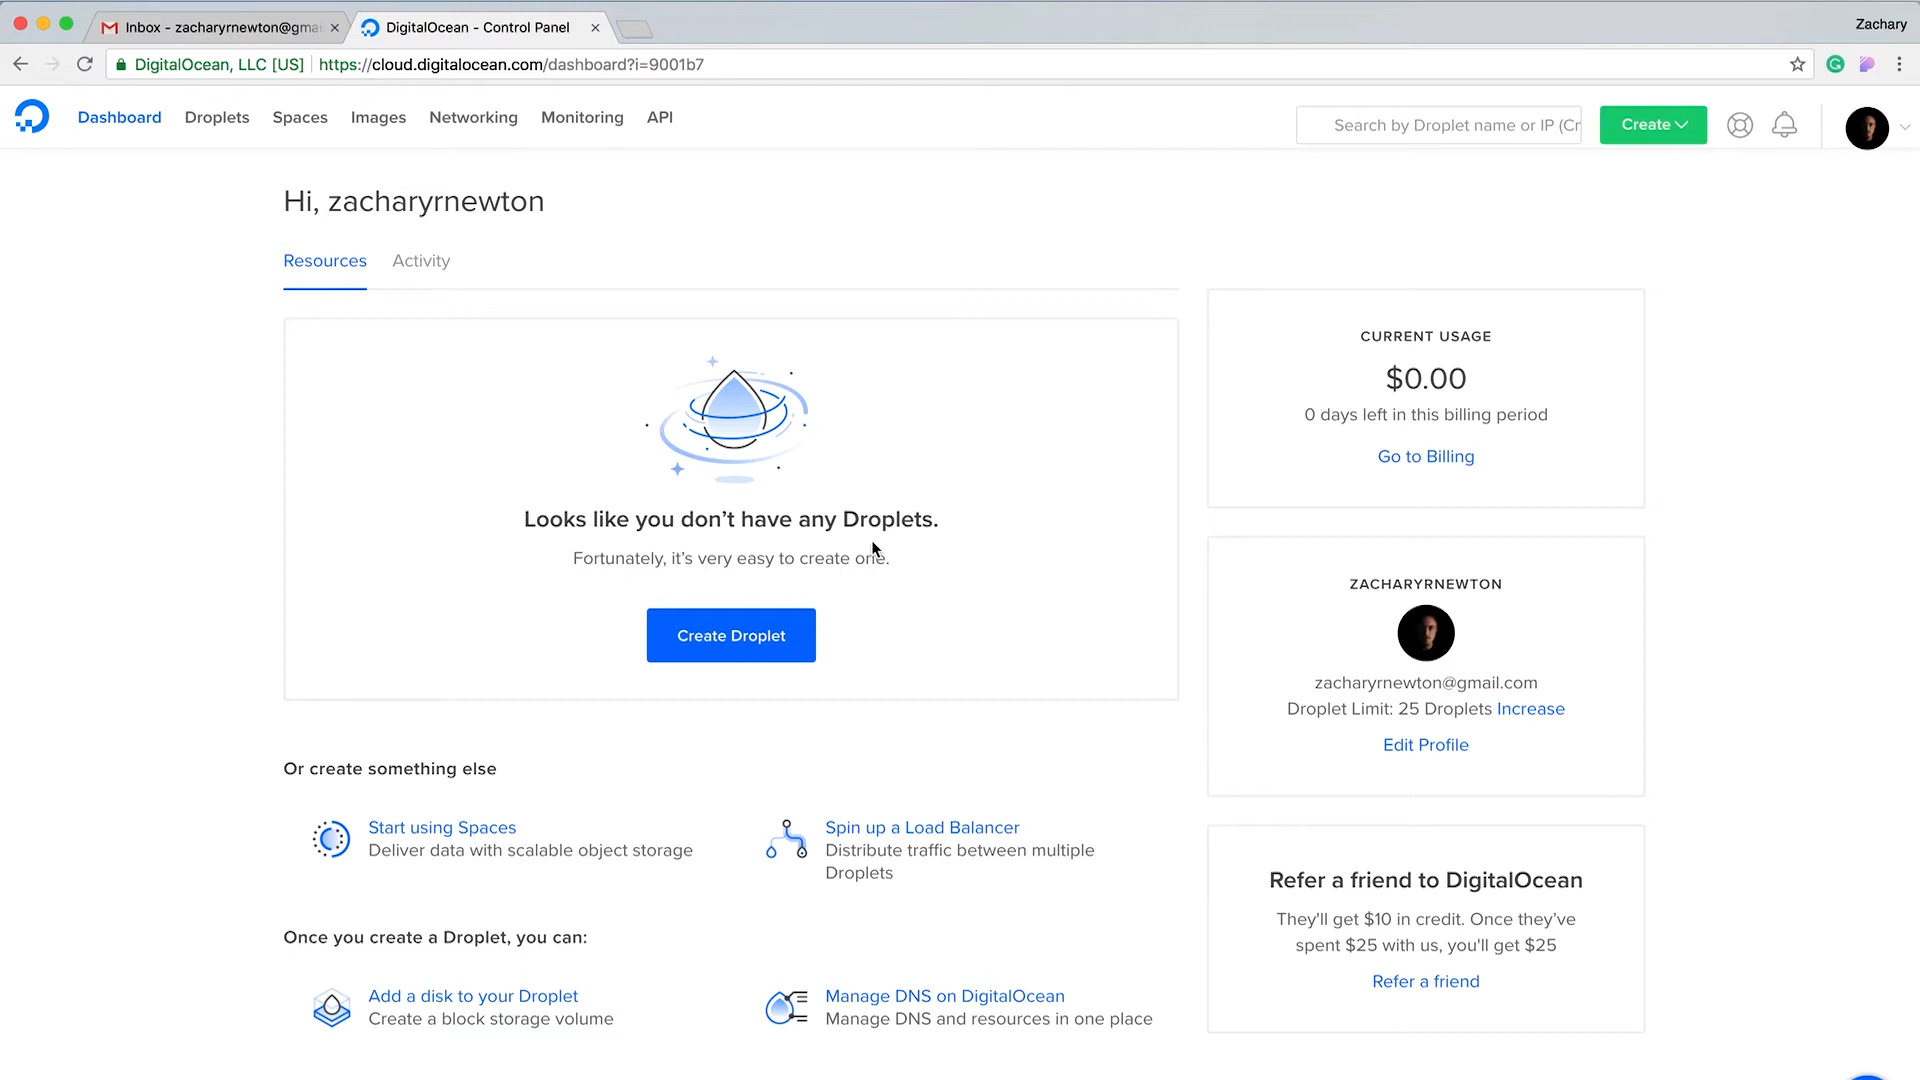 Inbox - zacharyrnewton@gma
DigitalOcean - Control Panel
Zachary
DigitalOcean, LLC [US]
https://cloud.digitalocean.com/dashboard?i=9001b7
Dashboard
Droplets
Spaces
Images
Networking
Monitoring
API
Search by Droplet name or IP (Cr
Create
Hi, zacharyrnewton
Resources
Activity
Looks like you don’t have any Droplets.
Fortunately, it’s very easy to create one.
Create Droplet
CURRENT USAGE
$0.00
0 days left in this billing period
Go to Billing
ZACHARYRNEWTON
zacharyrnewton@gmail.com
Droplet Limit: 25 Droplets Increase
Edit Profile
Or create something else
Start using Spaces
Deliver data with scalable object storage
Spin up a Load Balancer
Distribute traffic between multiple
Droplets
Refer a friend to DigitalOcean
They'll get $10 in credit. Once they’ve
spent $25 with us, you'll get $25
Refer a friend
Once you create a Droplet, you can:
Add a disk to your Droplet
Create a block storage volume
Manage DNS on DigitalOcean
Manage DNS and resources in one place